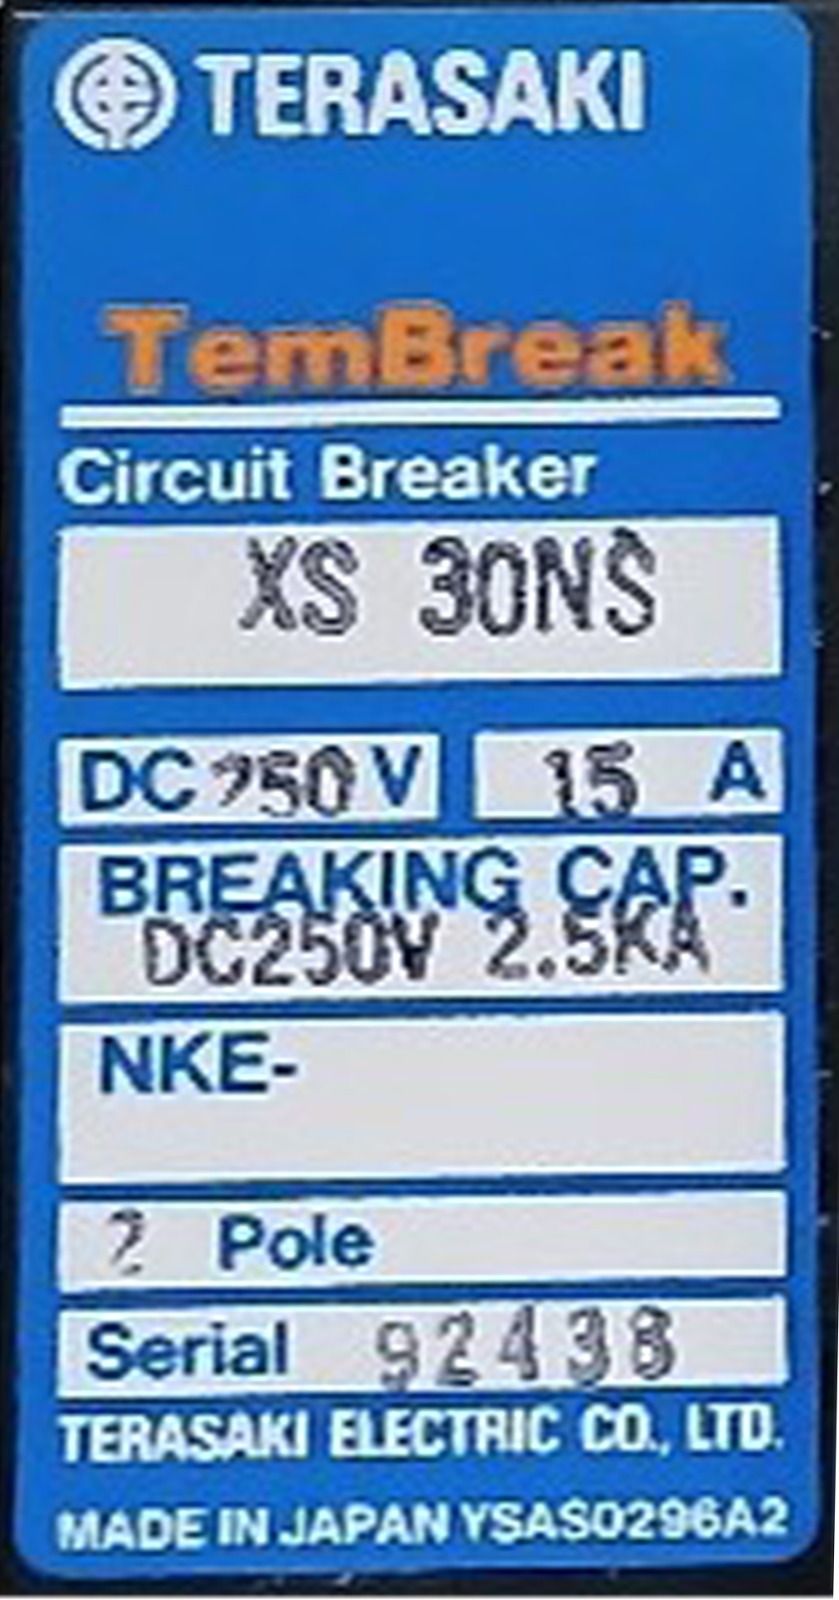 TERASAKI
TemBreak
Circuit Breaker
XS 30NS
DC 250 V 15 A
BREAKING CAP.
DC250V 2.5KA
NKE-
2 Pole
Serial 92438
TERASAKI ELECTRIC CO., LTD.
MADE IN JAPAN YSAS0296A2